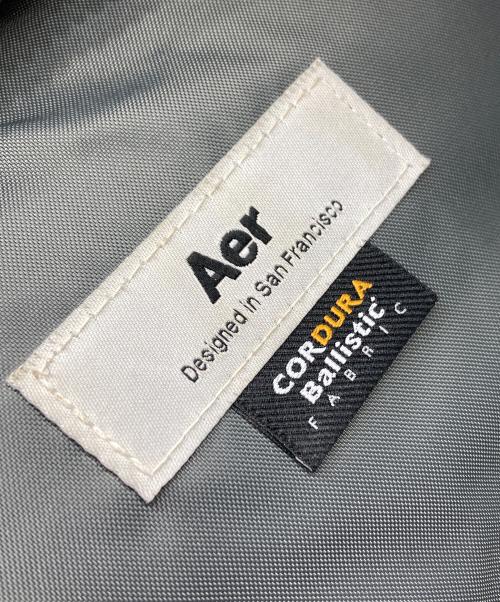 Aer
Designed in San Francisco
CORDURA
Ballistic
FABRIC